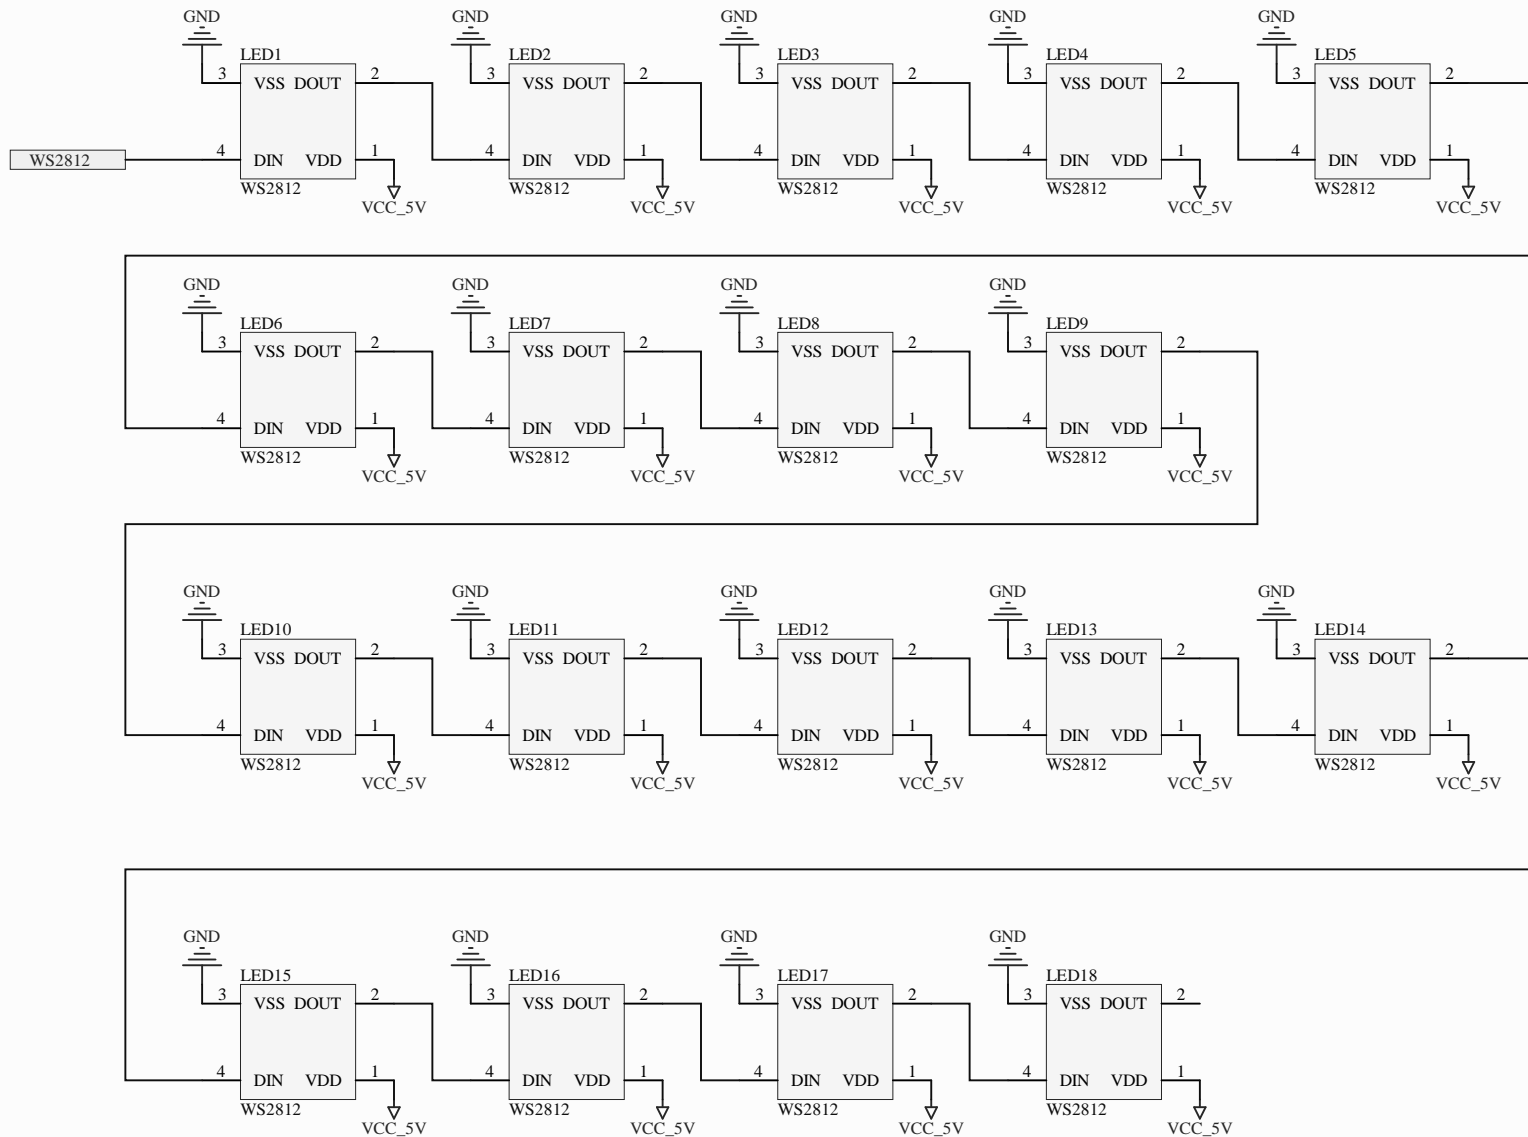 GND GND GND GND GND
LED1 LED2 LED3 LED4 LED5
3 VSS DOUT 2 3 VSS DOUT 2 3 VSS DOUT 2 3 VSS DOUT 2 3 VSS DOUT 2
WS2812 4 DIN VDD 1 4 DIN VDD 1 4 DIN VDD 1 4 DIN VDD 1 4 DIN VDD 1
WS2812 WS2812 WS2812 WS2812 WS2812
VCC_5V VCC_5V VCC_5V VCC_5V VCC_5V
GND GND GND GND
LED6 LED7 LED8 LED9
3 VSS DOUT 2 3 VSS DOUT 2 3 VSS DOUT 2 3 VSS DOUT 2
4 DIN VDD 1 4 DIN VDD 1 4 DIN VDD 1 4 DIN VDD 1
WS2812 WS2812 WS2812 WS2812
VCC_5V VCC_5V VCC_5V VCC_5V
GND GND GND GND GND
LED10 LED11 LED12 LED13 LED14
3 VSS DOUT 2 3 VSS DOUT 2 3 VSS DOUT 2 3 VSS DOUT 2 3 VSS DOUT 2
4 DIN VDD 1 4 DIN VDD 1 4 DIN VDD 1 4 DIN VDD 1 4 DIN VDD 1
WS2812 WS2812 WS2812 WS2812 WS2812
VCC_5V VCC_5V VCC_5V VCC_5V VCC_5V
GND GND GND GND
LED15 LED16 LED17 LED18
3 VSS DOUT 2 3 VSS DOUT 2 3 VSS DOUT 2 3 VSS DOUT 2
4 DIN VDD 1 4 DIN VDD 1 4 DIN VDD 1 4 DIN VDD 1
WS2812 WS2812 WS2812 WS2812
VCC_5V VCC_5V VCC_5V VCC_5V